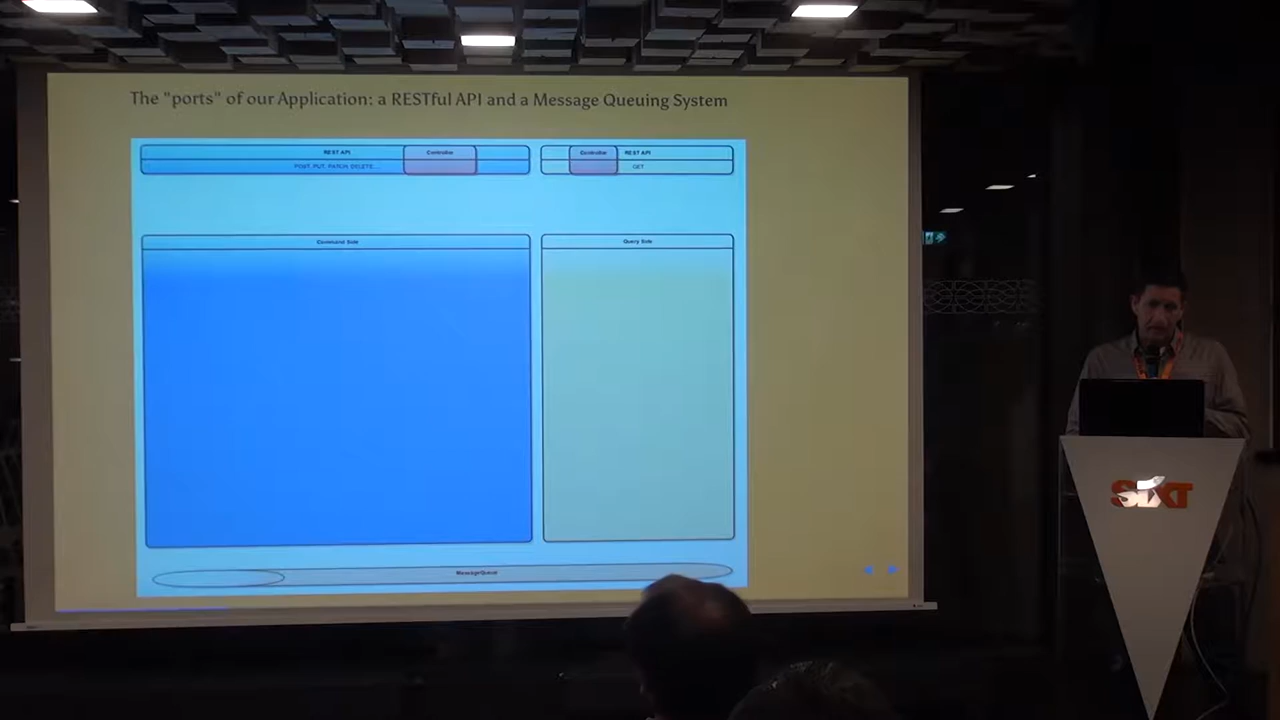 The "ports" of our Application: a RESTful API and a Message Queuing System
REST API
Controller
POST, PUT, PATCH, DELETE...
Controller
REST API
GET
Command Side
Query Side
MessageQueue
SIXT